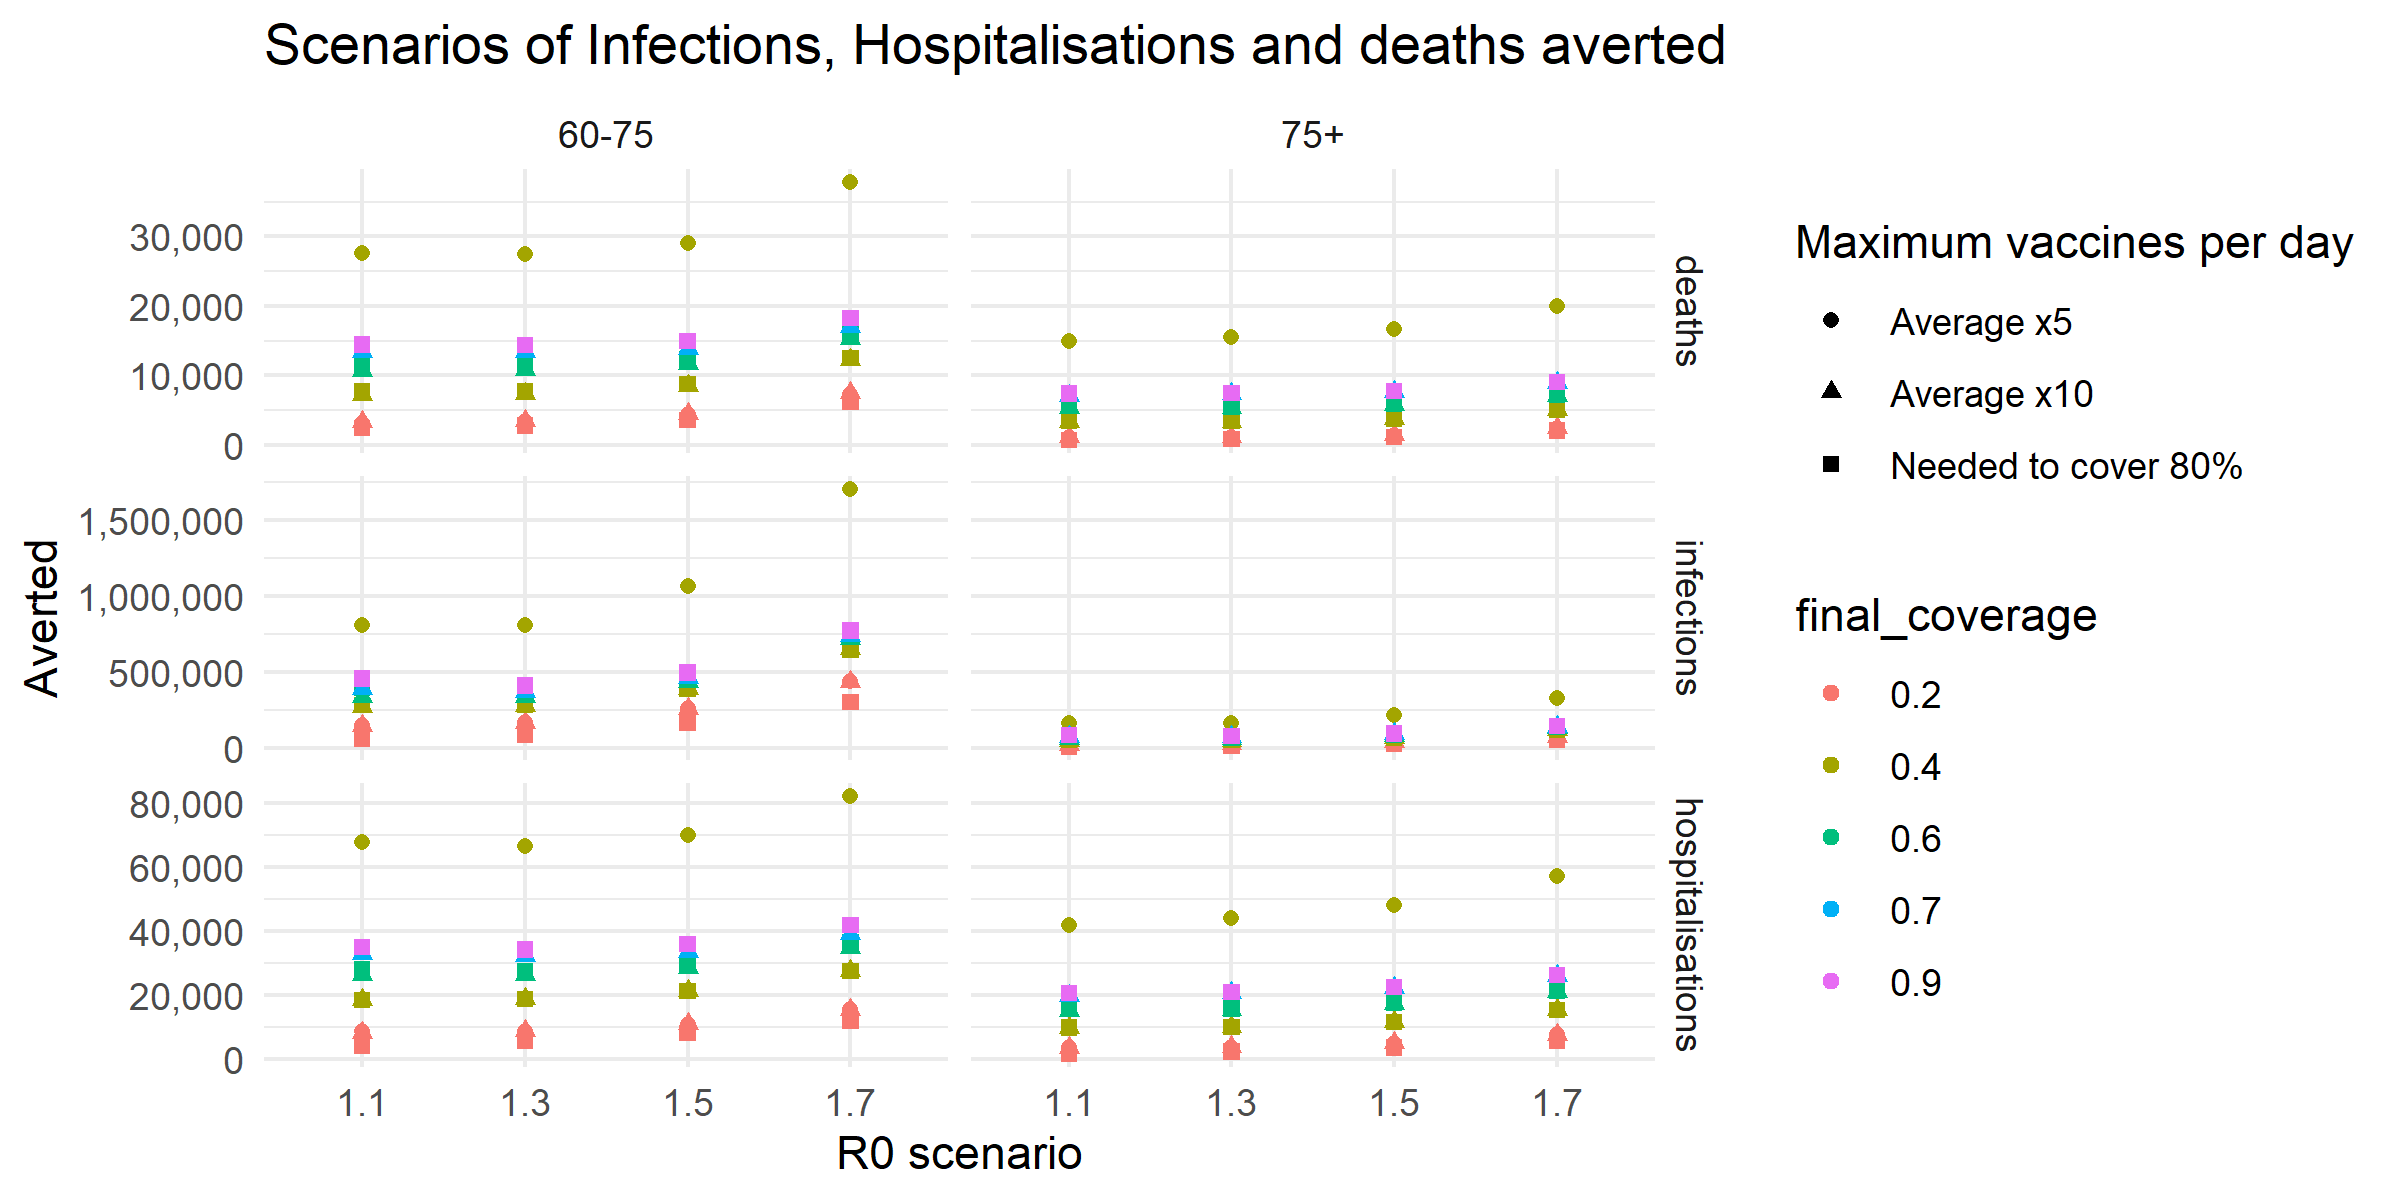 Scenarios of Infections, Hospitalisations and deaths averted
60-75
75+
30,000
20,000
10,000
0
deaths
1,500,000
1,000,000
500,000
0
infections
80,000
60,000
40,000
20,000
0
hospitalisations
Averted
1.1 1.3 1.5 1.7
1.1 1.3 1.5 1.7
R0 scenario
Maximum vaccines per day
Average x5
Average x10
Needed to cover 80%
final_coverage
0.2
0.4
0.6
0.7
0.9